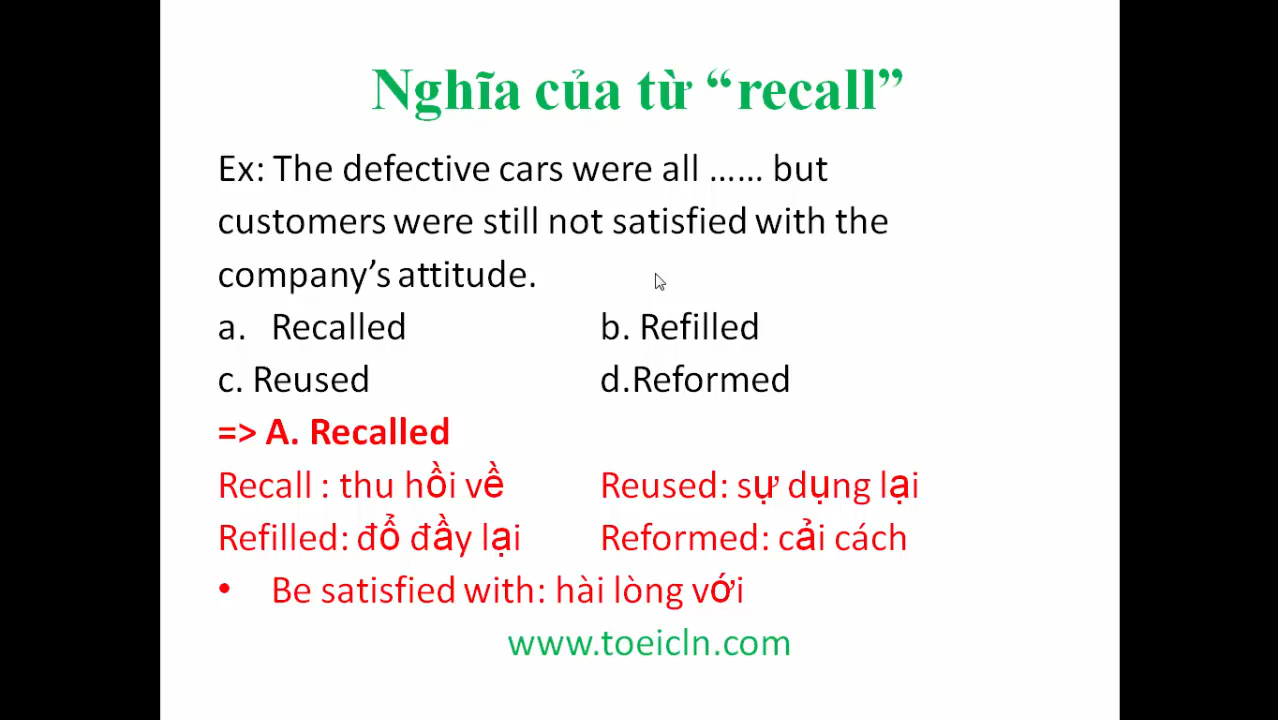 Nghĩa của từ “recall”
Ex: The defective cars were all …… but
customers were still not satisfied with the
company’s attitude.
a. Recalled b. Refilled
c. Reused d.Reformed
=> A. Recalled
Recall : thu hồi về Reused: sự dụng lại
Refilled: đổ đầy lại Reformed: cải cách
• Be satisfied with: hài lòng với
www.toeicln.com